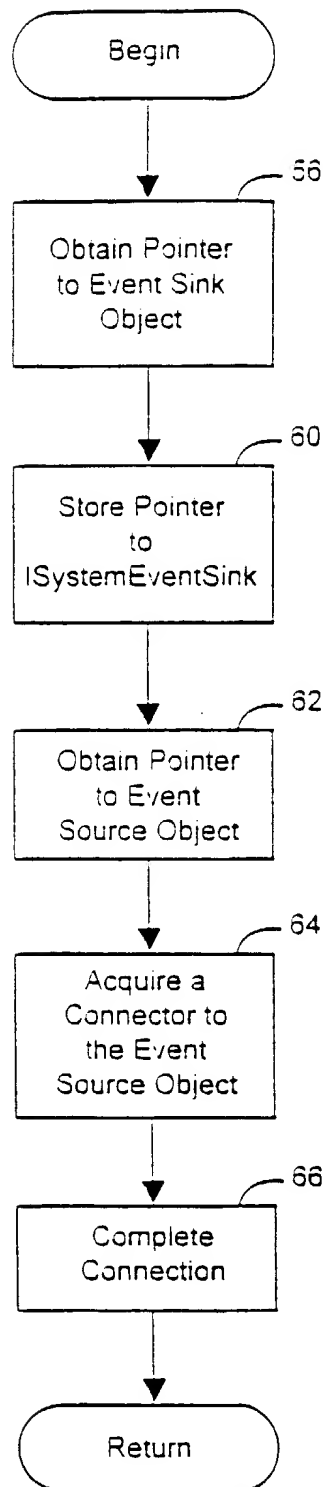 Begin
56
Obtain Pointer
to Event Sink
Object
60
Store Pointer
to
ISystemEventSink
62
Obtain Pointer
to Event
Source Object
64
Acquire a
Connector to
the Event
Source Object
66
Complete
Connection
Return